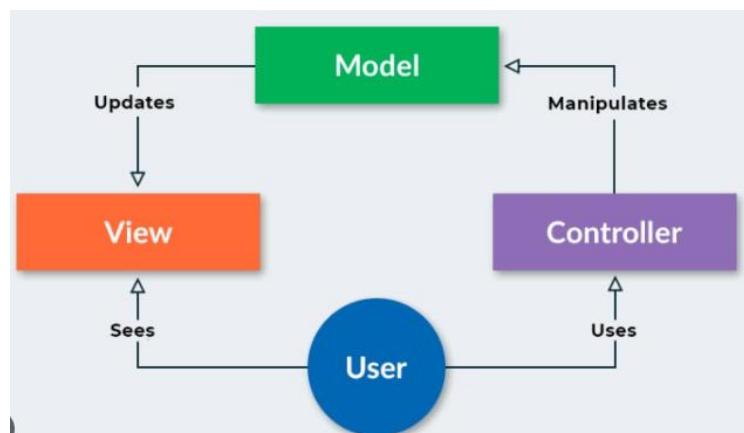 Model
Updates
Manipulates
View
Controller
Sees
Uses
User